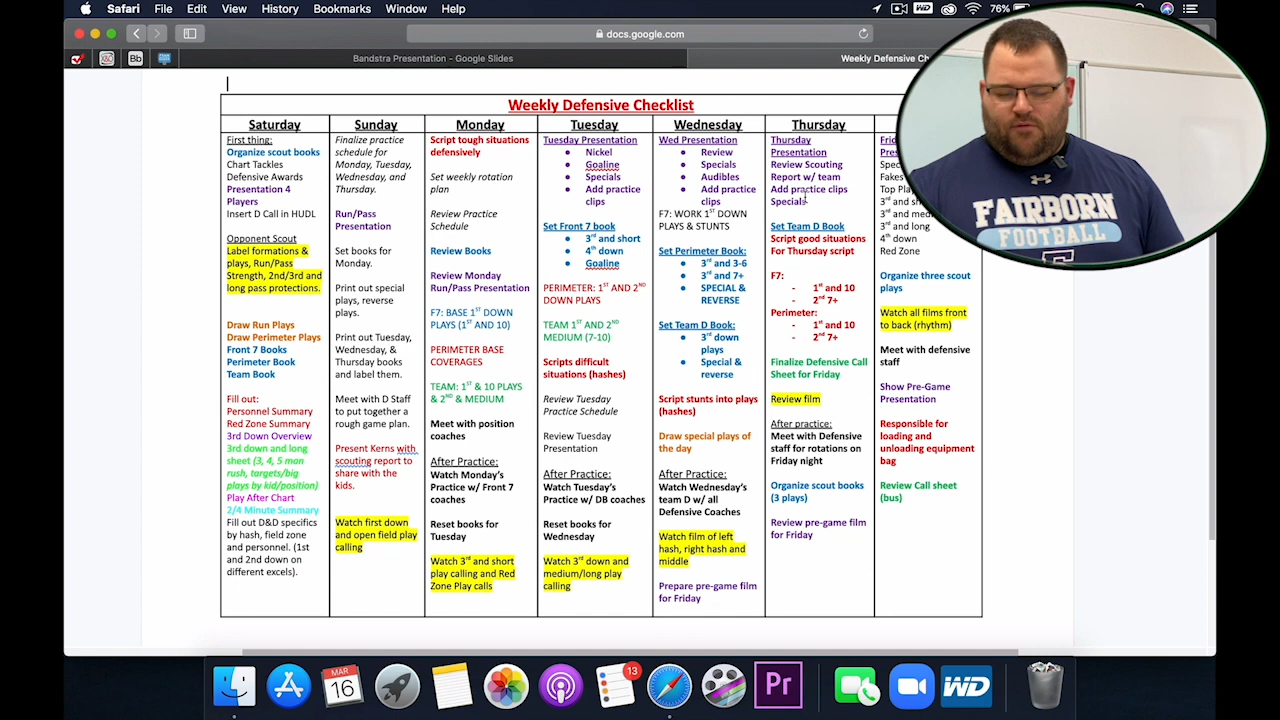 Safari File Edit View History Bookmarks Window Help
76%
docs.google.com
Bb
Bandstra Presentation - Google Slides
Weekly Defensive Ch
Weekly Defensive Checklist
Saturday
First thing:
Organize scout books
Chart Tackles
Defensive Awards
Presentation 4
Players
Insert D Call in HUDL
Opponent Scout
Label formations &
plays, Run/Pass
Strength, 2nd/3rd and
long pass protections.
Draw Run Plays
Draw Perimeter Plays
Front 7 Books
Perimeter Book
Team Book
Fill out:
Personnel Summary
Red Zone Summary
3rd Down Overview
3rd down and long
sheet (3, 4, 5 man
rush, targets/big
plays by kid/position)
Play After Chart
2/4 Minute Summary
Fill out D&D specifics
by hash, field zone
and personnel. (1st
and 2nd down on
different excels).
Sunday
Finalize practice
schedule for
Monday, Tuesday,
Wednesday, and
Thursday.
Run/Pass
Presentation
Set books for
Monday.
Print out special
plays, reverse
plays.
Print out Tuesday,
Wednesday, &
Thursday books
and label them.
Meet with D Staff
to put together a
rough game plan.
Present Kerns with
scouting report to
share with the
kids.
Watch first down
and open field play
calling
Monday
Script tough situations
defensively
Set weekly rotation
plan
Review Practice
Schedule
Review Books
Review Monday
Run/Pass Presentation
F7: BASE 1ST DOWN
PLAYS (1ST AND 10)
PERIMETER BASE
COVERAGES
TEAM: 1ST & 10 PLAYS
& 2ND & MEDIUM
Meet with position
coaches
After Practice:
Watch Monday's
Practice w/ Front 7
coaches
Reset books for
Tuesday
Watch 3rd and short
play calling and Red
Zone Play calls
Tuesday
Tuesday Presentation
● Nickel
● Goaline
● Specials
● Add practice
clips
Set Front 7 book
● 3rd and short
● 4th down
● Goaline
PERIMETER: 1ST AND 2ND
DOWN PLAYS
TEAM 1ST AND 2ND
MEDIUM (7-10)
Scripts difficult
situations (hashes)
Review Tuesday
Practice Schedule
Review Tuesday
Presentation
After Practice:
Watch Tuesday's
Practice w/ DB coaches
Reset books for
Wednesday
Watch 3rd down and
medium/long play
calling
Wednesday
Wed Presentation
● Review
● Specials
● Audibles
● Add practice
clips
F7: WORK 1ST DOWN
PLAYS & STUNTS
Set Perimeter Book:
● 3rd and 3-6
● 3rd and 7+
● SPECIAL &
REVERSE
Set Team D Book:
● 3rd down
plays
● Special &
reverse
Script stunts into plays
(hashes)
Draw special plays of
the day
After Practice:
Watch Wednesday's
team D w/ all
Defensive Coaches
Watch film of left
hash, right hash and
middle
Prepare pre-game film
for Friday
Thursday
Thursday
Presentation
Review Scouting
Report w/ team
Add practice clips
Specials
Set Team D Book
Script good situations
For Thursday script
F7:
- 1st and 10
- 2nd 7+
Perimeter:
- 1st and 10
- 2nd 7+
Finalize Defensive Call
Sheet for Friday
Review film
After practice:
Meet with Defensive
staff for rotations on
Friday night
Organize scout books
(3 plays)
Review pre-game film
for Friday
Frid
Pres
Spec
Fakes
Top Play
3rd and sh
3rd and med
3rd and long
4th down
Red Zone
Organize three scout
plays
Watch all films front
to back (rhythm)
Meet with defensive
staff
Show Pre-Game
Presentation
Responsible for
loading and
unloading equipment
bag
Review Call sheet
(bus)
FAIRBORN
FOOTBALL
MAR
16
13
Pr
WD